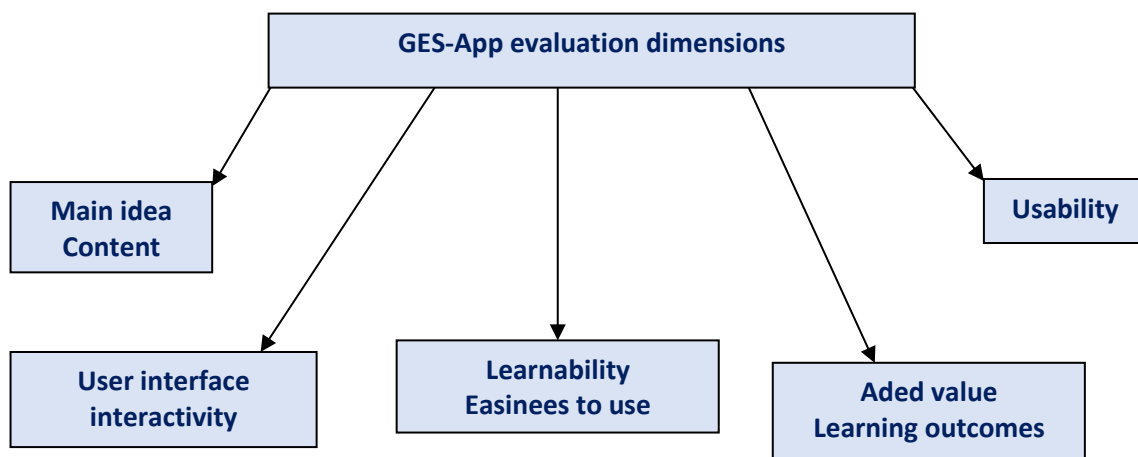 GES-App evaluation dimensions
Main idea
Content
Usability
User interface
interactivity
Learnability
Easinees to use
Aded value
Learning outcomes